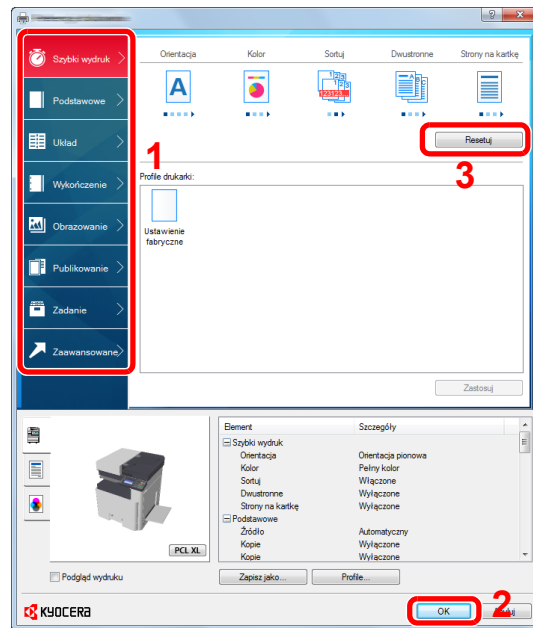 Szybki wydruk
Podstawowe
Układ
Wykończenie
Obrazowanie
Publikowanie
Zadanie
Zaawansowane
1
Orientacja Kolor Sortuj Dwustronne Strony na kartkę
A
123
123123...
Resetuj
3
Profile drukarki:
Ustawienie
fabryczne
Zastosuj
Element Szczegóły
Szybki wydruk
Orientacja Orientacja pionowa
Kolor Pełny kolor
Sortuj Włączone
Dwustronne Wyłączone
Strony na kartkę Wyłączone
Podstawowe
Źródło Automatyczny
Kopie Wyłączone
Kopie Wyłączone
PCL XL
Podgląd wydruku Zapisz jako... Profile...
KYOCERA OK 2